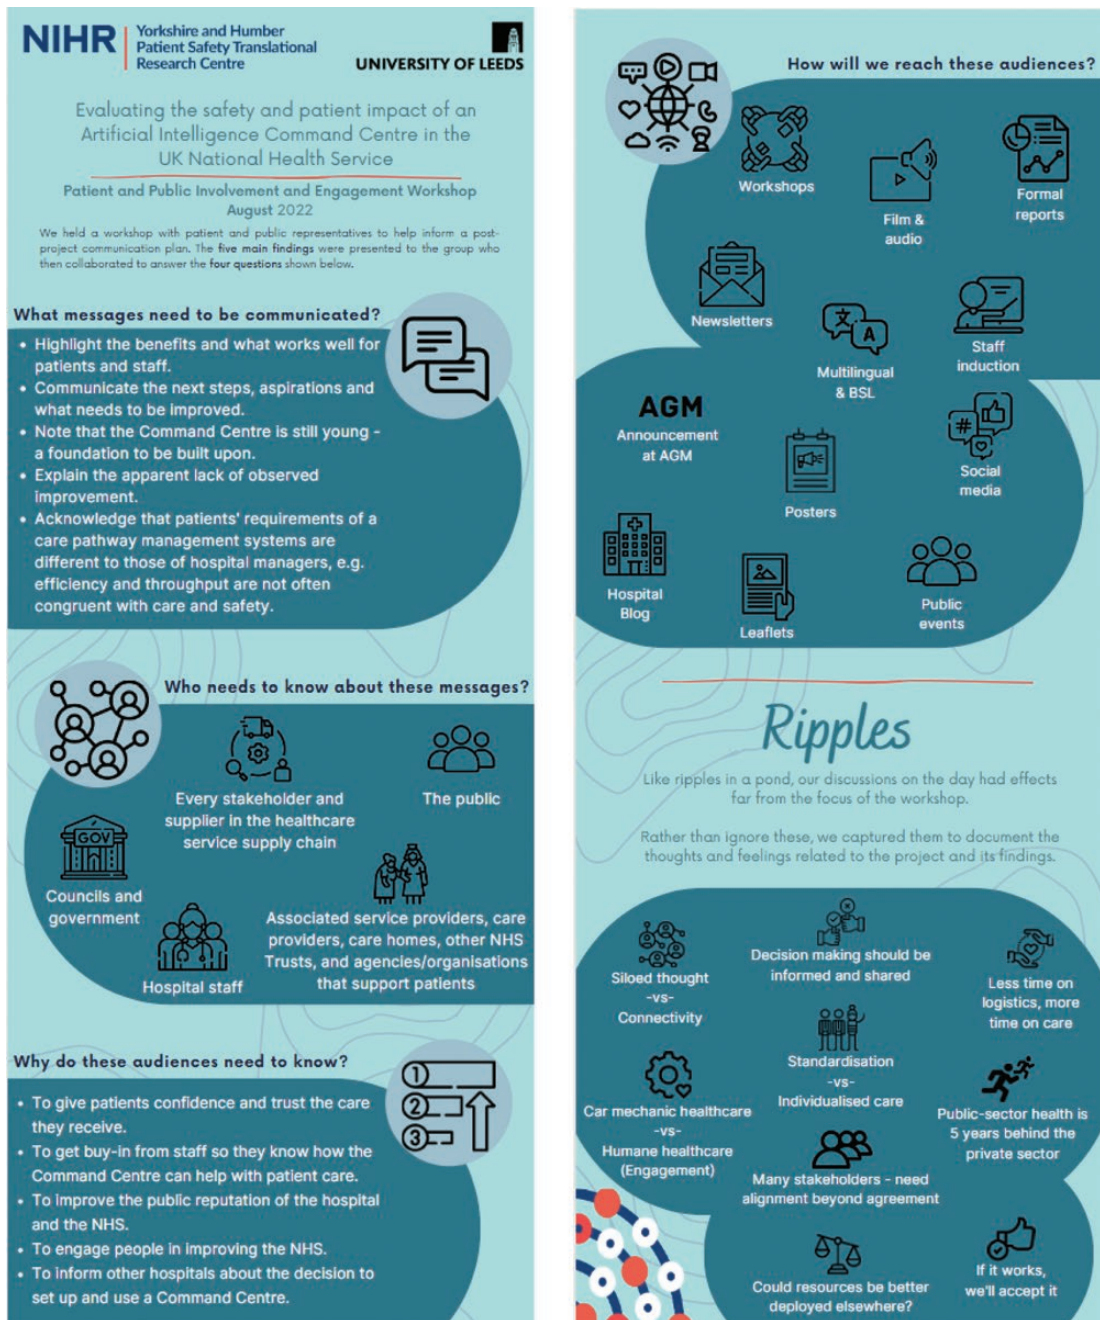 NIHR
Yorkshire and Humber
Patient Safety Translational
Research Centre
UNIVERSITY OF LEEDS
Evaluating the safety and patient impact of an
Artificial Intelligence Command Centre in the
UK National Health Service
Patient and Public Involvement and Engagement Workshop
August 2022
We held a workshop with patient and public representatives to help inform a post-
project communication plan. The five main findings were presented to the group who
then collaborated to answer the four questions shown below.
What messages need to be communicated?
• Highlight the benefits and what works well for
patients and staff.
• Communicate the next steps, aspirations and
what needs to be improved.
• Note that the Command Centre is still young -
a foundation to be built upon.
• Explain the apparent lack of observed
improvement.
• Acknowledge that patients' requirements of a
care pathway management systems are
different to those of hospital managers, e.g.
efficiency and throughput are not often
congruent with care and safety.
Who needs to know about these messages?
Every stakeholder and
supplier in the healthcare
service supply chain
The public
GOV
Councils and
government
Hospital staff
Associated service providers, care
providers, care homes, other NHS
Trusts, and agencies/organisations
that support patients
Why do these audiences need to know?
1
2
3
• To give patients confidence and trust the care
they receive.
• To get buy-in from staff so they know how the
Command Centre can help with patient care.
• To improve the public reputation of the hospital
and the NHS.
• To engage people in improving the NHS.
• To inform other hospitals about the decision to
set up and use a Command Centre.
How will we reach these audiences?
Workshops
Film &
audio
Formal
reports
Newsletters
文
A
Multilingual
& BSL
Staff
induction
AGM
Announcement
at AGM
Posters
#
Social
media
Hospital
Blog
Leaflets
Public
events
Ripples
Like ripples in a pond, our discussions on the day had effects
far from the focus of the workshop.
Rather than ignore these, we captured them to document the
thoughts and feelings related to the project and its findings.
Siloed thought
-vs-
Connectivity
Decision making should be
informed and shared
Less time on
logistics, more
time on care
Standardisation
-vs-
Individualised care
Car mechanic healthcare
-vs-
Humane healthcare
(Engagement)
Public-sector health is
5 years behind the
private sector
Many stakeholders - need
alignment beyond agreement
Could resources be better
deployed elsewhere?
If it works,
we'll accept it